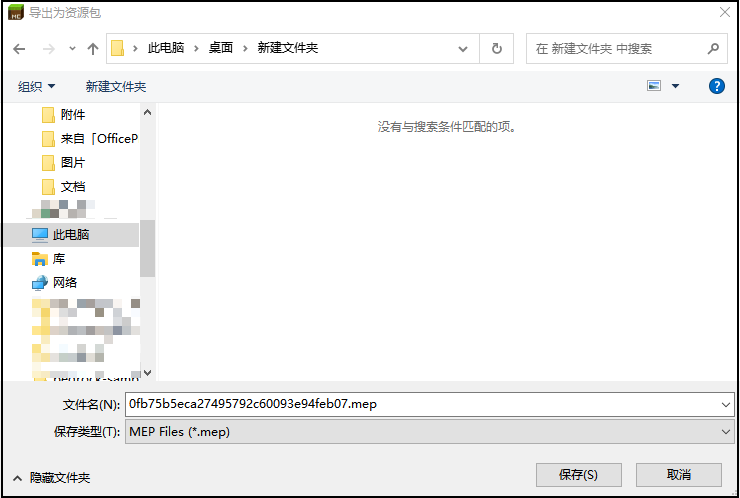 导出为资源包
此电脑 桌面 新建文件夹
在 新建文件夹 中搜索
组织 新建文件夹
附件
来自「OfficeP
图片
文档
此电脑
库
网络
没有与搜索条件匹配的项。
文件名(N): 0fb75b5eca27495792c60093e94feb07.mep
保存类型(T): MEP Files (*.mep)
隐藏文件夹
保存(S)
取消